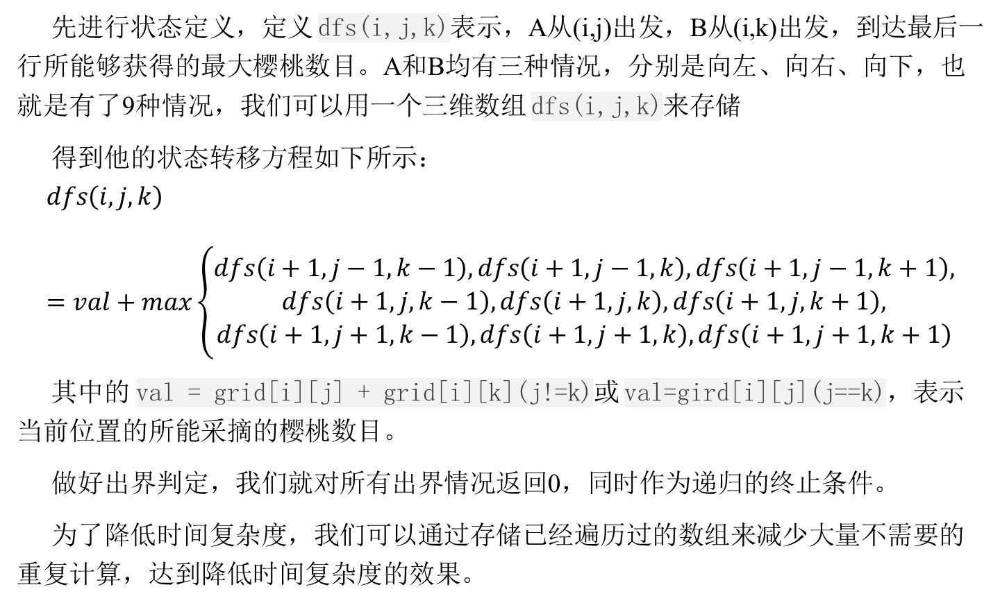 先进行状态定义，定义dfs(i,j,k)表示，A从(i,j)出发，B从(i,k)出发，到达最后一
行所能够获得的最大樱桃数目。A和B均有三种情况，分别是向左、向右、向下，也
就是有了9种情况，我们可以用一个三维数组dfs(i,j,k)来存储
得到他的状态转移方程如下所示：
dfs(i,j,k)
dfs(i+1,j−1,k−1),dfs(i+1,j−1,k),dfs(i+1,j−1,k+1),
=val+max{ dfs(i+1,j,k−1),dfs(i+1,j,k),dfs(i+1,j,k+1),
dfs(i+1,j+1,k−1),dfs(i+1,j+1,k),dfs(i+1,j+1,k+1)
其中的val = grid[i][j] + grid[i][k](j!=k)或val=gird[i][j](j==k)，表示
当前位置的所能采摘的樱桃数目。
做好出界判定，我们就对所有出界情况返回0，同时作为递归的终止条件。
为了降低时间复杂度，我们可以通过存储已经遍历过的数组来减少大量不需要的
重复计算，达到降低时间复杂度的效果。